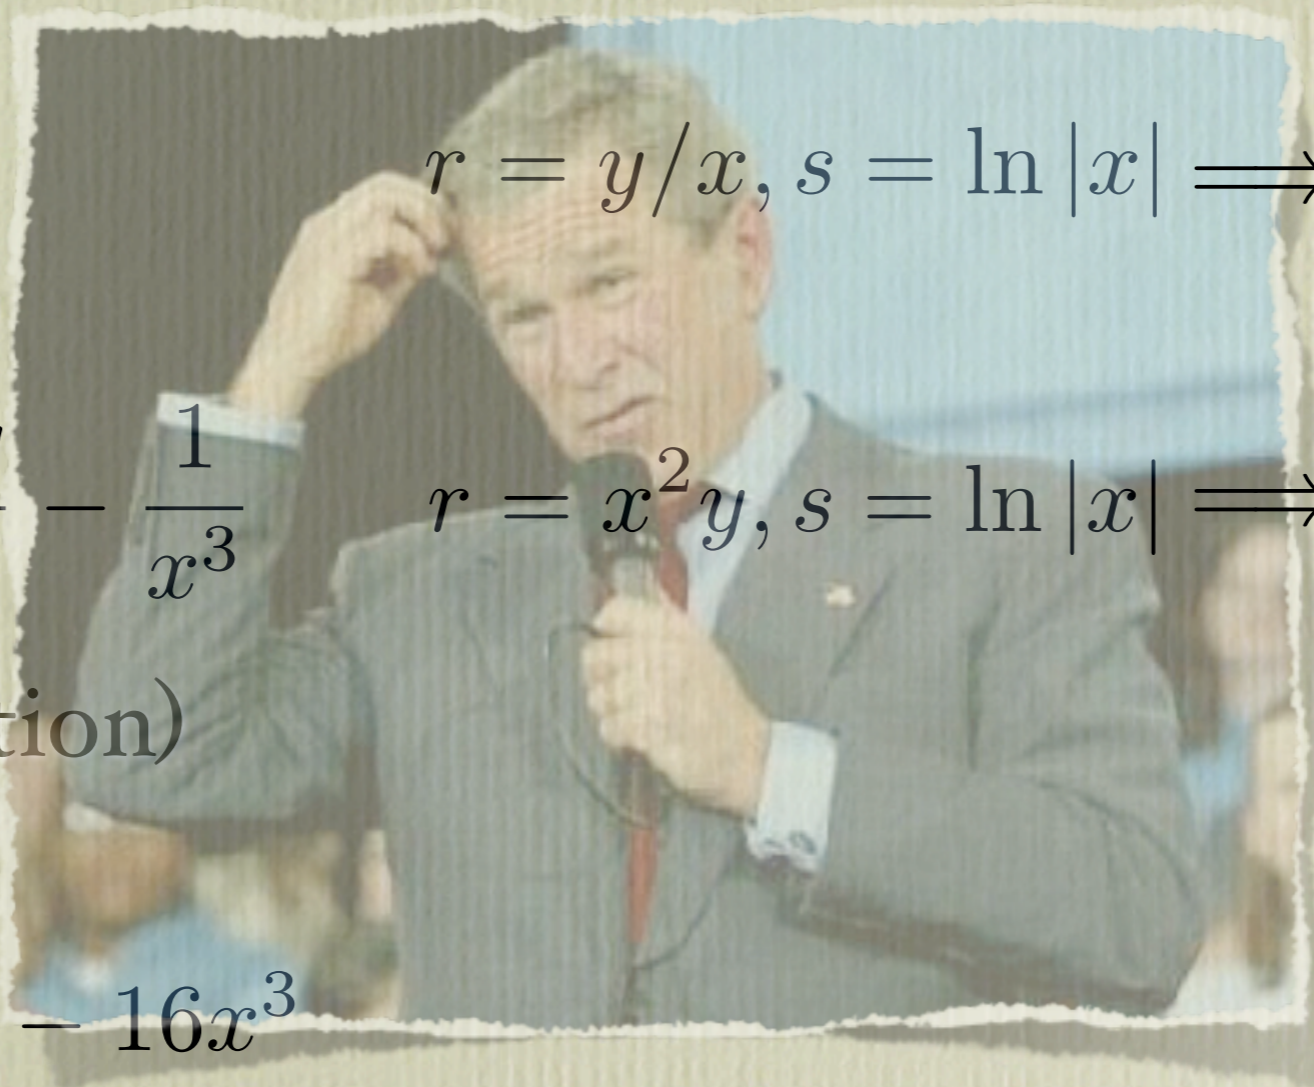 r = y/x, s = ln |x| ⟹
− 1/x³ r = x²y, s = ln |x| ⟹
tion)
− 16x³